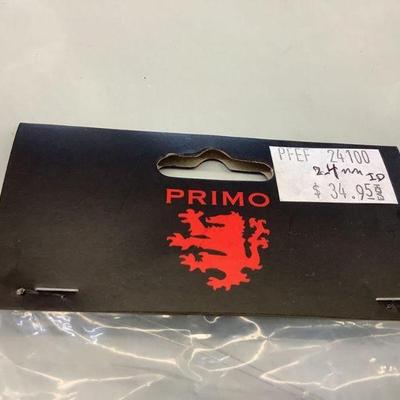 PRIMO
PFEF 24100
24mm ID
$ 34.95